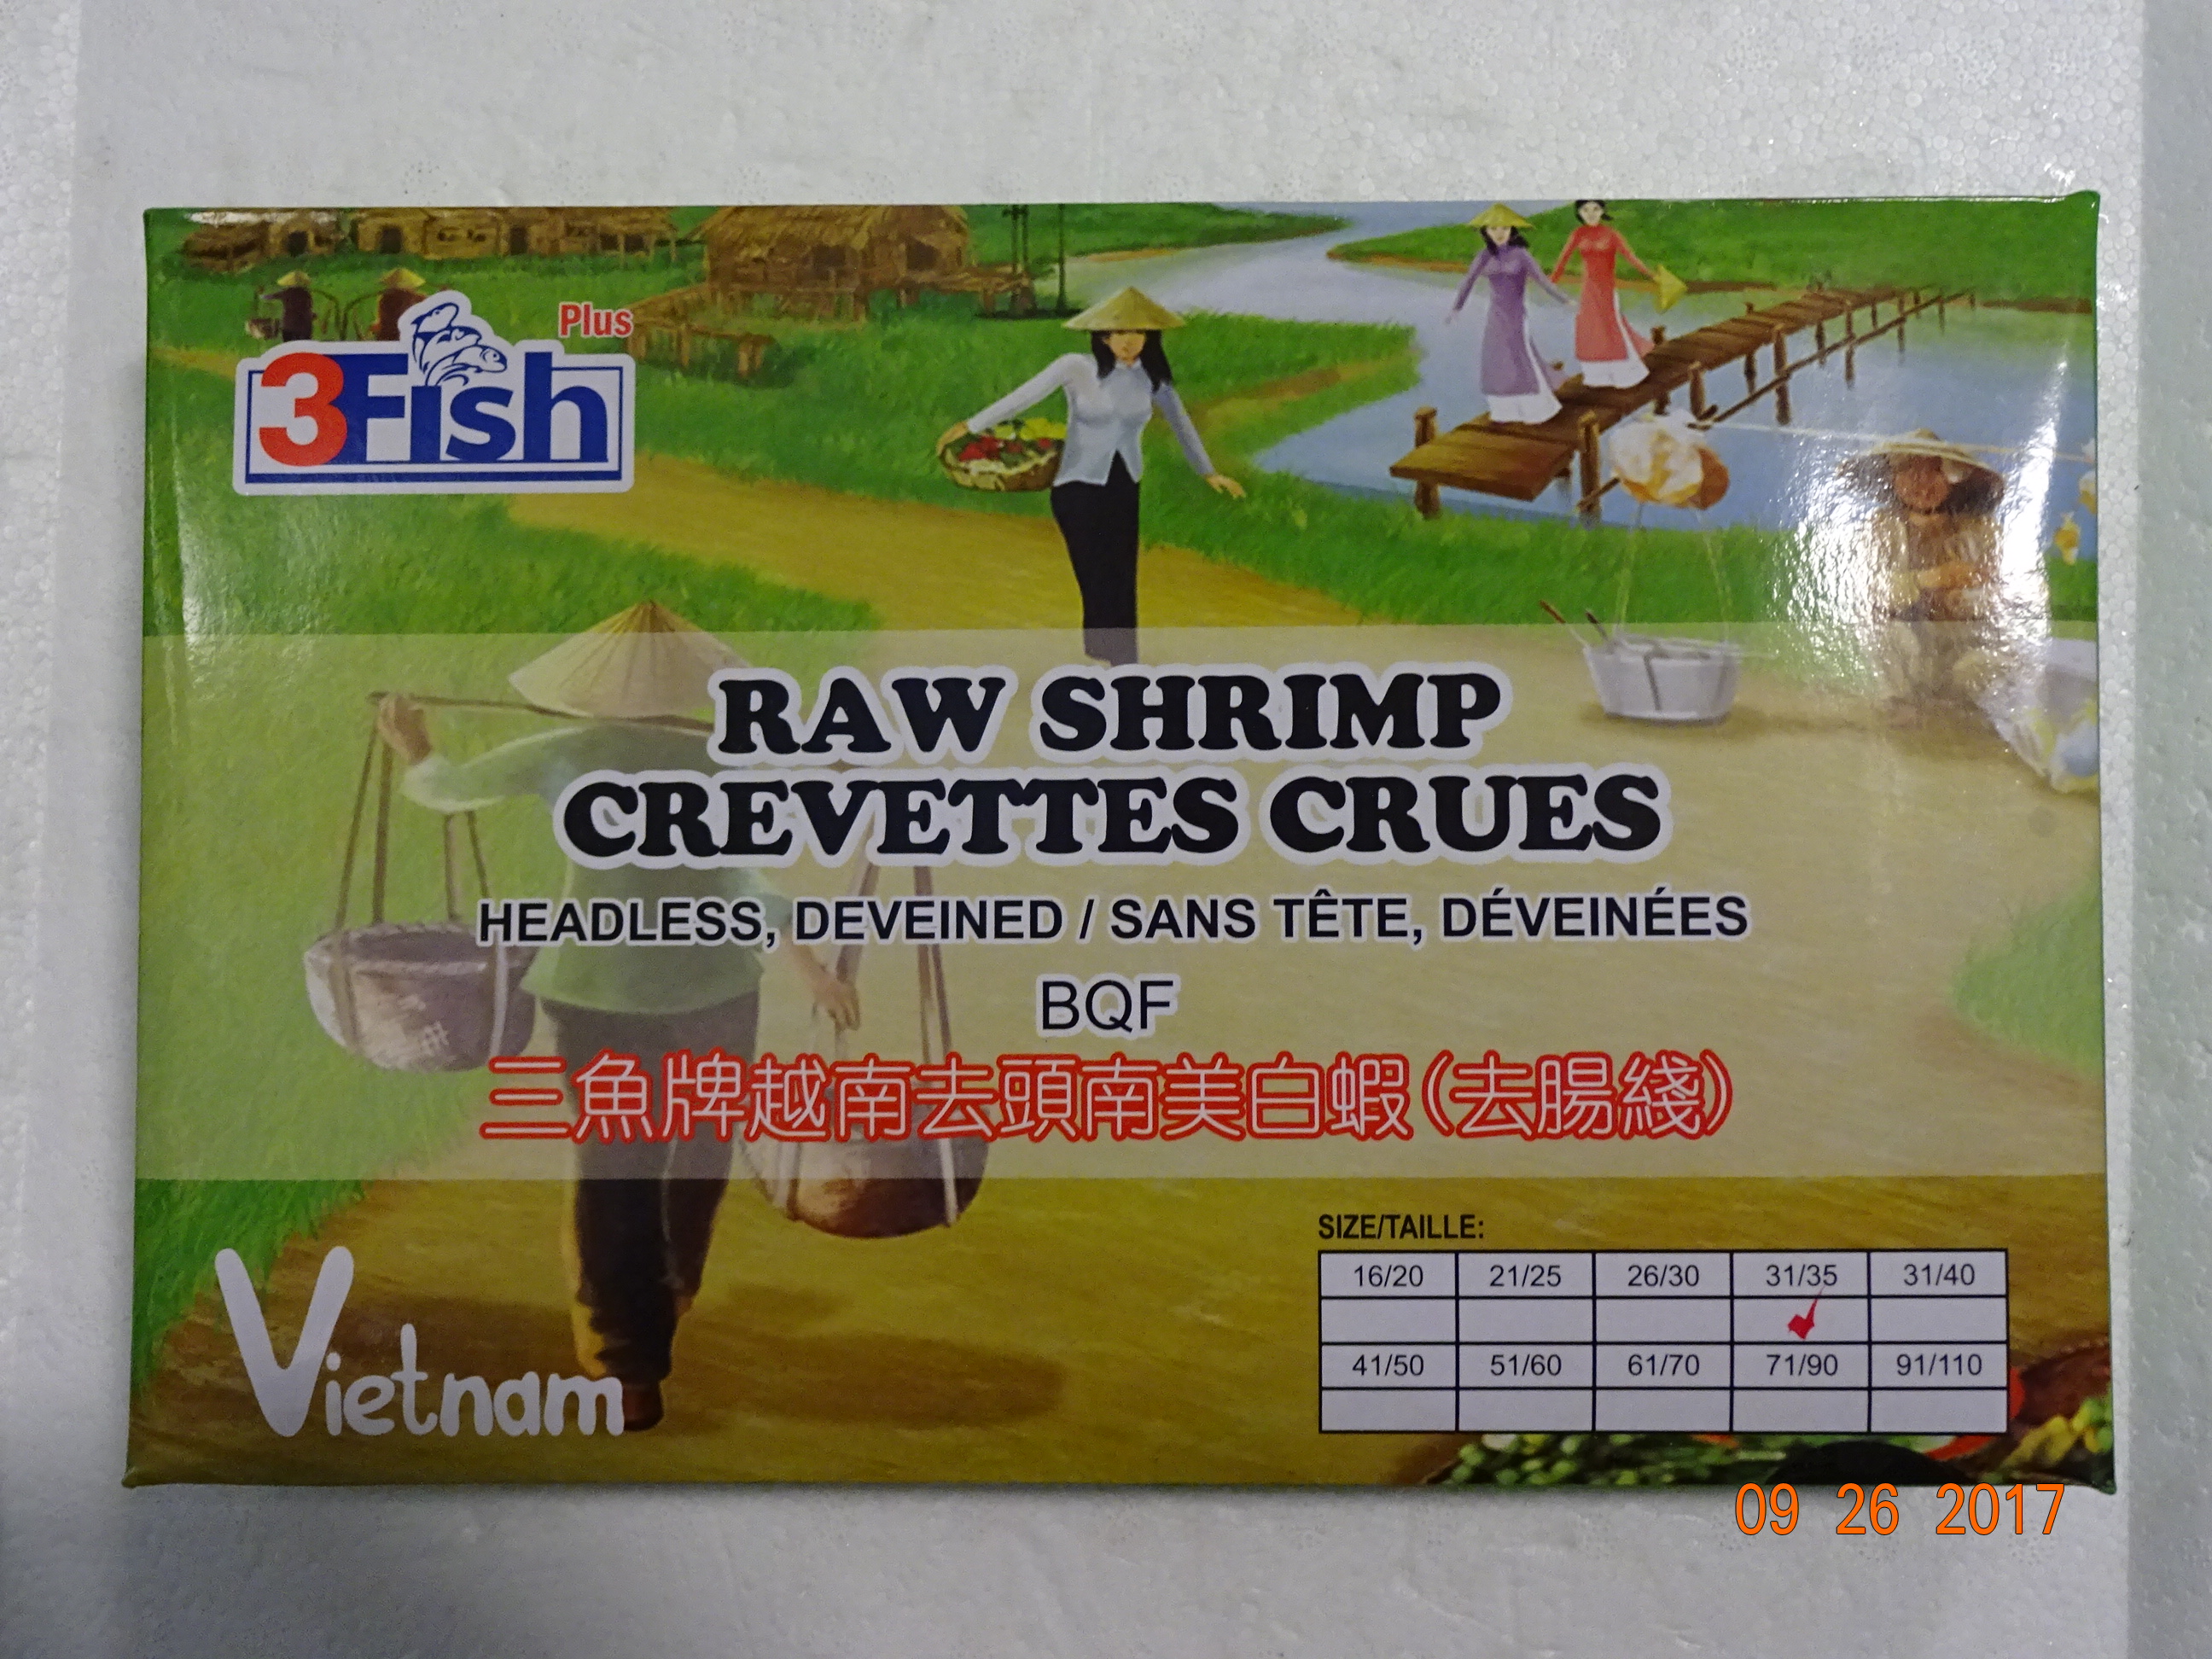 Plus
3Fish
RAW SHRIMP
CREVETTES CRUES
HEADLESS, DEVEINED / SANS TÊTE, DÉVEINÉES
BQF
三魚牌越南去頭南美白蝦(去腸綫)
Vietnam
SIZE/TAILLE:
16/20 21/25 26/30 31/35 31/40
41/50 51/60 61/70 71/90 91/110
09 26 2017